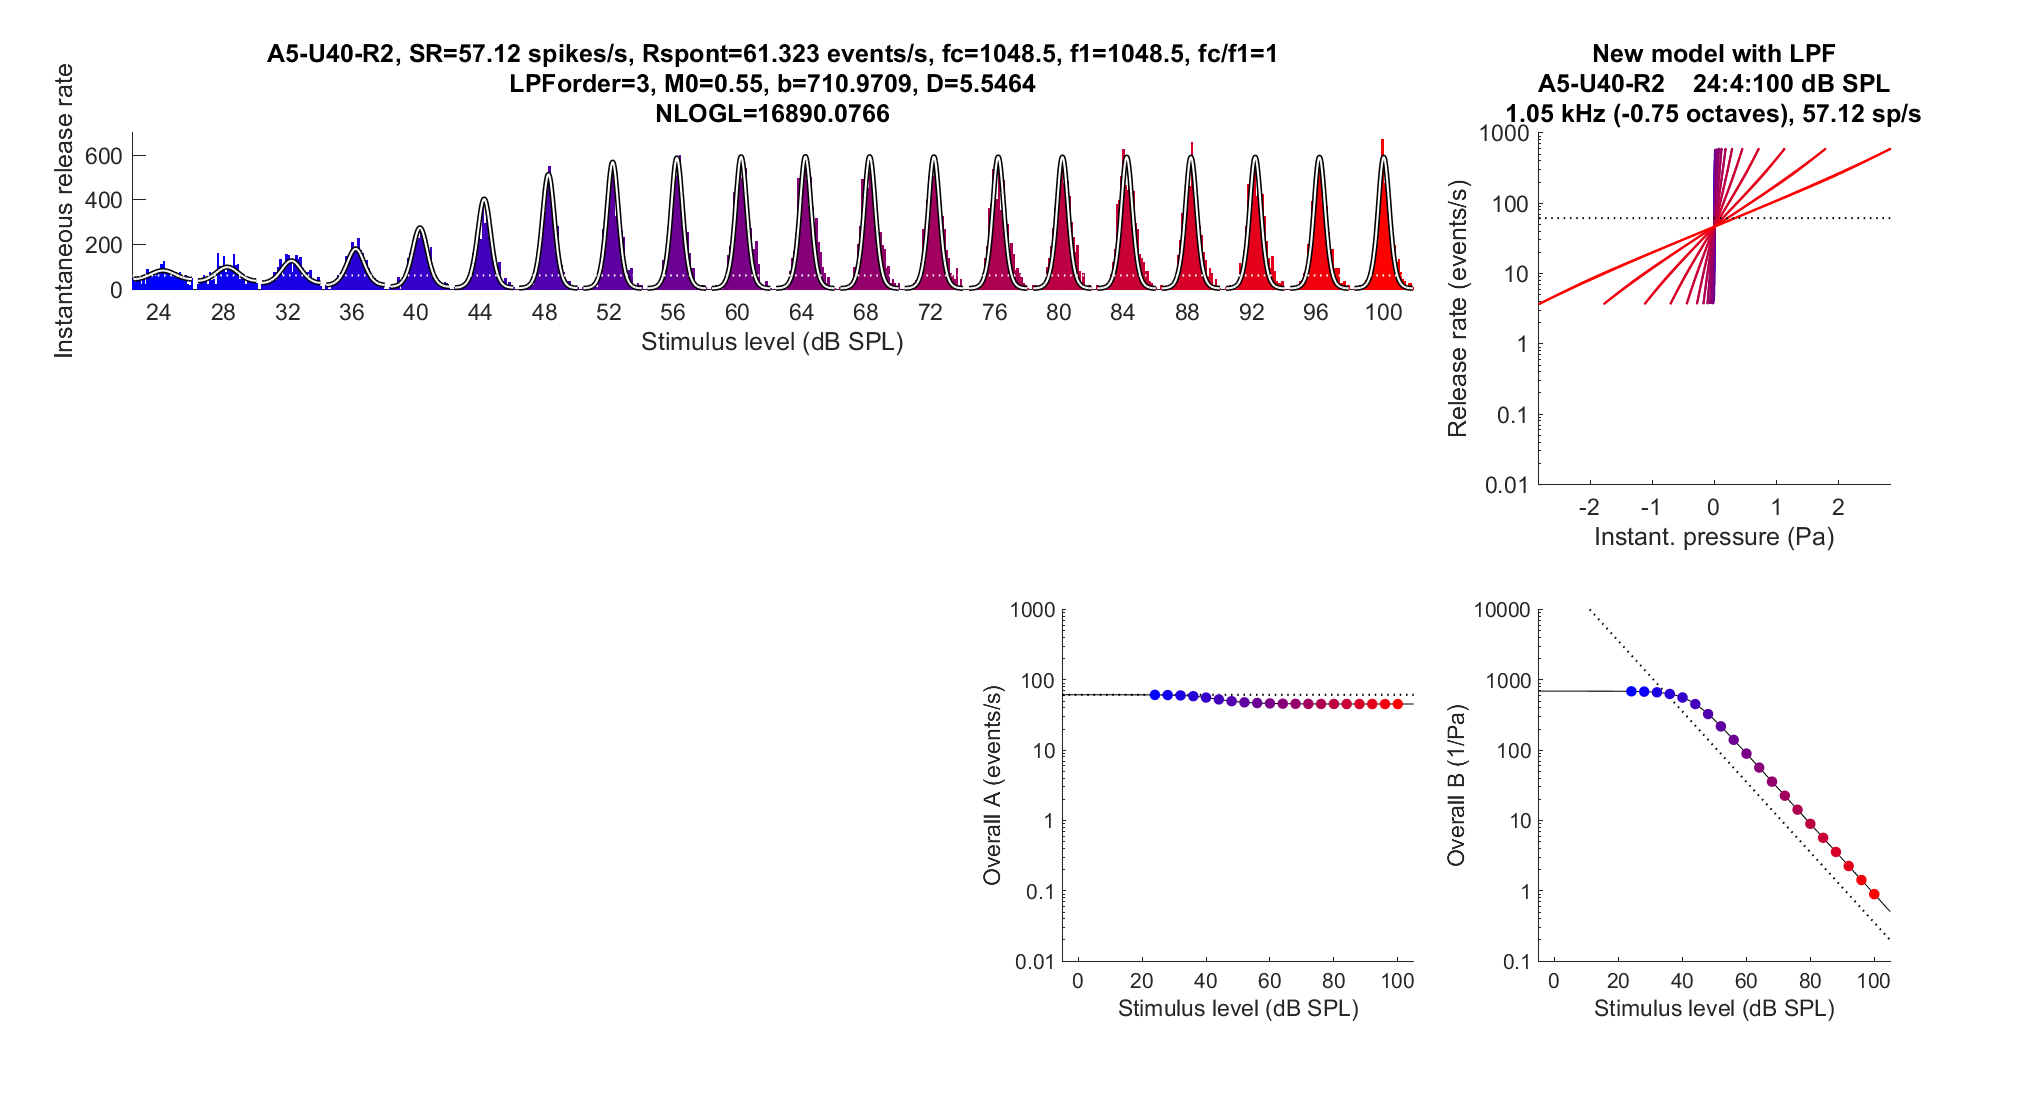 A5-U40-R2, SR=57.12 spikes/s, Rspont=61.323 events/s, fc=1048.5, f1=1048.5, fc/f1=1
LPForder=3, M0=0.55, b=710.9709, D=5.5464
NLOGL=16890.0766
Instantaneous release rate
600
400
200
0
24 28 32 36 40 44 48 52 56 60 64 68 72 76 80 84 88 92 96 100
Stimulus level (dB SPL)
New model with LPF
A5-U40-R2 24:4:100 dB SPL
1.05 kHz (-0.75 octaves), 57.12 sp/s
Release rate (events/s)
1000
100
10
1
0.1
0.01
-2 -1 0 1 2
Instant. pressure (Pa)
Overall A (events/s)
1000
100
10
1
0.1
0.01
0 20 40 60 80 100
Stimulus level (dB SPL)
Overall B (1/Pa)
10000
1000
100
10
1
0.1
0 20 40 60 80 100
Stimulus level (dB SPL)